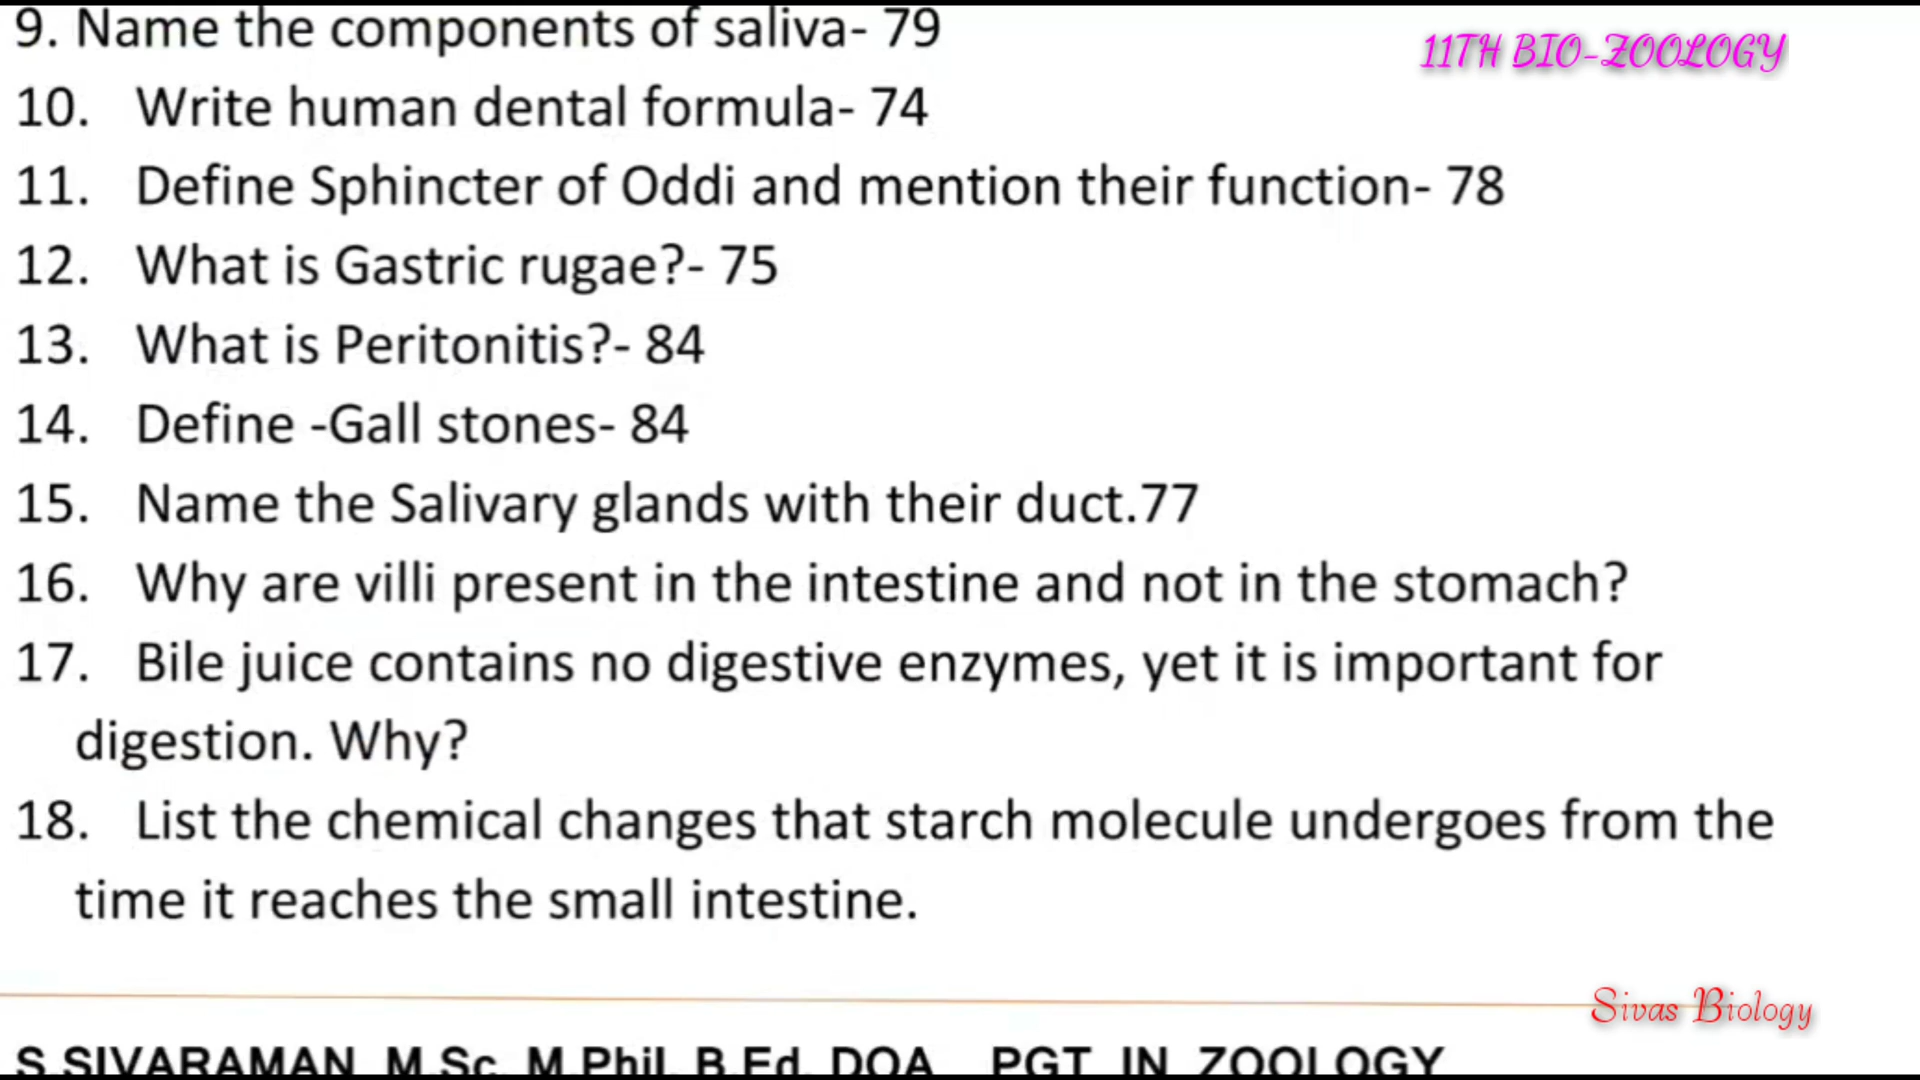 9. Name the components of saliva- 79
11TH BIO-ZOOLOGY
10. Write human dental formula- 74
11. Define Sphincter of Oddi and mention their function- 78
12. What is Gastric rugae?- 75
13. What is Peritonitis?- 84
14. Define -Gall stones- 84
15. Name the Salivary glands with their duct.77
16. Why are villi present in the intestine and not in the stomach?
17. Bile juice contains no digestive enzymes, yet it is important for
digestion. Why?
18. List the chemical changes that starch molecule undergoes from the
time it reaches the small intestine.
Sivas Biology
S.SIVARAMAN M.Sc. M.Phil. B.Ed. DOA PGT IN ZOOLOGY